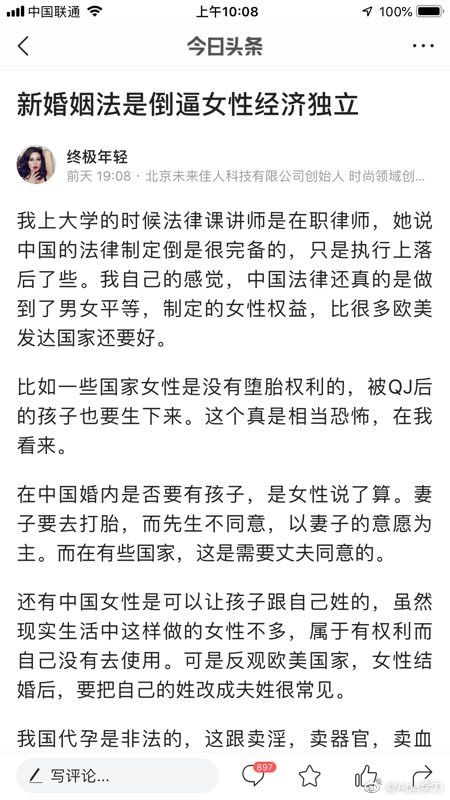 中国联通
上午10:08
100%
今日头条
新婚姻法是倒逼女性经济独立
终极年轻
前天 19:08 · 北京未来佳人科技有限公司创始人 时尚领域创...
我上大学的时候法律课讲师是在职律师，她说
中国的法律制定倒是很完备的，只是执行上落
后了些。我自己的感觉，中国法律还真的是做
到了男女平等，制定的女性权益，比很多欧美
发达国家还要好。
比如一些国家女性是没有堕胎权利的，被QJ后
的孩子也要生下来。这个真是相当恐怖，在我
看来。
在中国婚内是否要有孩子，是女性说了算。妻
子要去打胎，而先生不同意，以妻子的意愿为
主。而在有些国家，这是需要丈夫同意的。
还有中国女性是可以让孩子跟自己姓的，虽然
现实生活中这样做的女性不多，属于有权利而
自己没有去使用。可是反观欧美国家，女性结
婚后，要把自己的姓改成夫姓很常见。
我国代孕是非法的，这跟卖淫，卖器官，卖血
写评论...
897